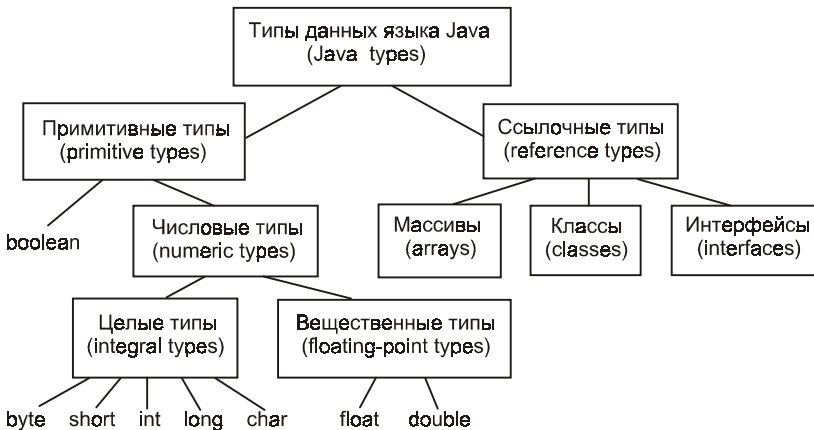 Типы данных языка Java
(Java types)
Примитивные типы
(primitive types)
Ссылочные типы
(reference types)
boolean
Числовые типы
(numeric types)
Массивы
(arrays)
Классы
(classes)
Интерфейсы
(interfaces)
Целые типы
(integral types)
Вещественные типы
(floating-point types)
byte short int long char float double